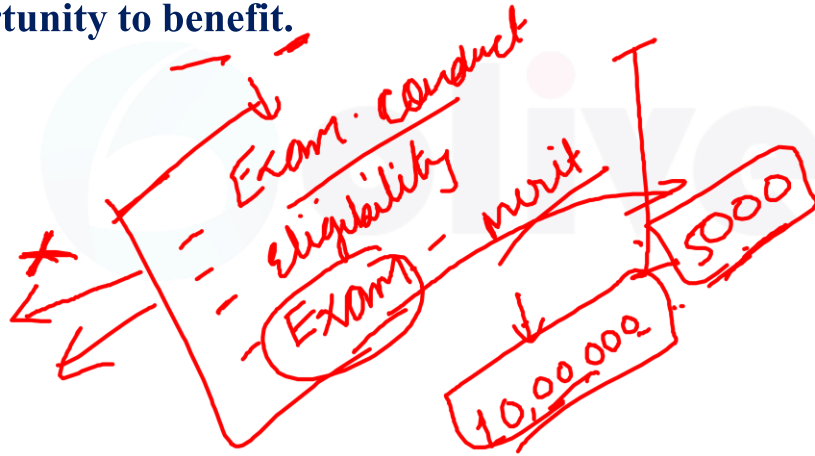 rtunity to benefit.
Exam. conduct
eligibility
Exam - merit
5000
10,00,000